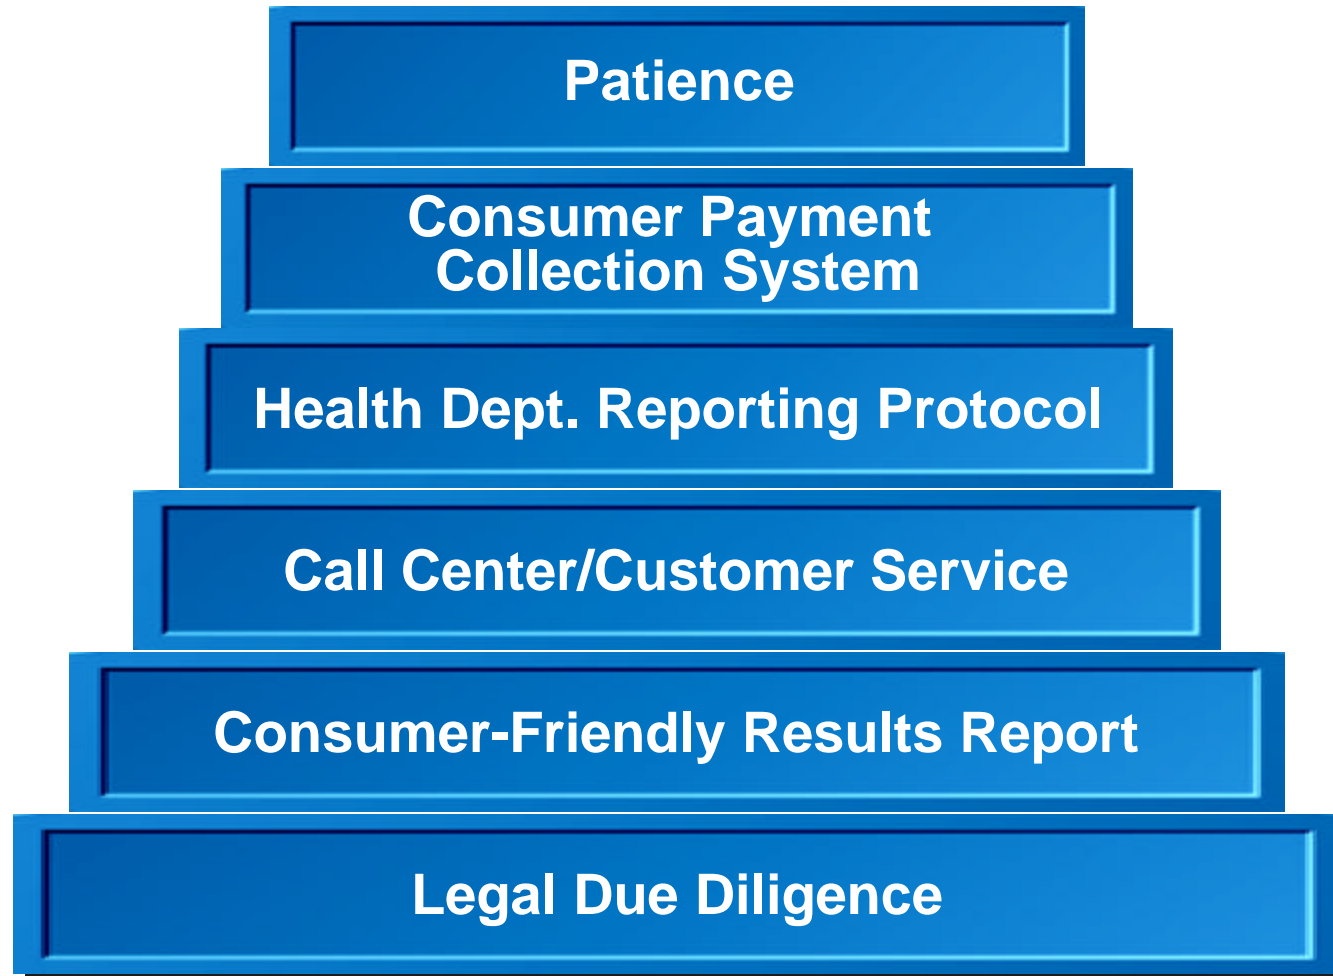 Patience
Consumer Payment
Collection System
Health Dept. Reporting Protocol
Call Center/Customer Service
Consumer-Friendly Results Report
Legal Due Diligence